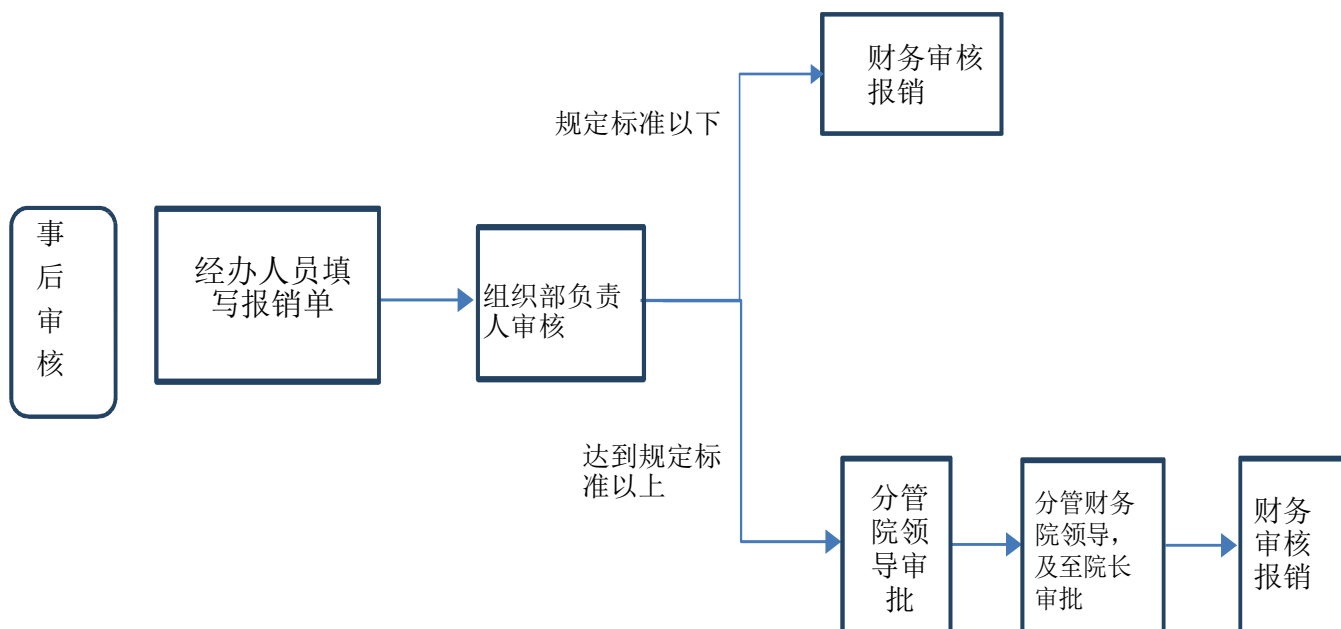 事
后
审
核
经办人员填
写报销单
组织部负责
人审核
规定标准以下
财务审核
报销
达到规定标
准以上
分管
院领
导审
批
分管财务
院领导，
及至院长
审批
财务
审核
报销